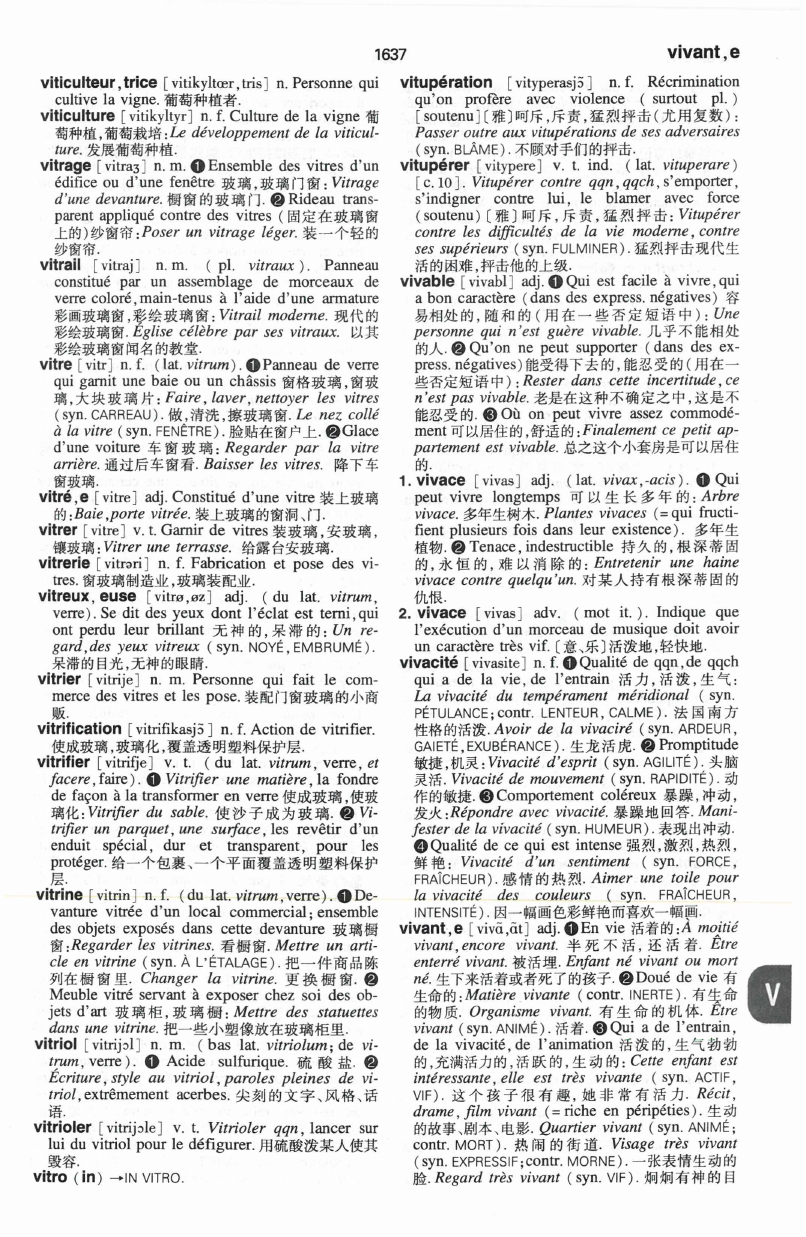 1637
vivant,e
viticulteur,trice [vitikyltœr,tris] n. Personne qui
cultive la vigne. 葡萄种植者.
viticulture [vitikyltyr] n. f. Culture de la vigne 葡
萄种植,葡萄栽培:Le développement de la viticul-
ture. 发展葡萄种植.
vitrage [vitraʒ] n. m. ❶Ensemble des vitres d'un
édifice ou d'une fenêtre 玻璃,玻璃门窗:Vitrage
d'une devanture. 橱窗的玻璃门. ❷Rideau trans-
parent appliqué contre des vitres (固定在玻璃窗
上的)纱窗帘:Poser un vitrage léger. 装一个轻的
纱窗帘.
vitrail [vitraj] n. m. ( pl. vitraux ). Panneau
constitué par un assemblage de morceaux de
verre coloré,main-tenus à l'aide d'une armature
彩画玻璃窗,彩绘玻璃窗:Vitrail moderne. 现代的
彩绘玻璃窗. Église célèbre par ses vitraux. 以其
彩绘玻璃窗闻名的教堂.
vitre [vitr] n. f. (lat. vitrum). ❶Panneau de verre
qui garnit une baie ou un châssis 窗格玻璃,窗玻
璃,大块玻璃片:Faire, laver, nettoyer les vitres
(syn. CARREAU). 做,清洗,擦玻璃窗. Le nez collé
à la vitre (syn. FENÊTRE). 脸贴在窗户上. ❷Glace
d'une voiture 车窗玻璃: Regarder par la vitre
arrière. 通过后车窗看. Baisser les vitres. 降下车
窗玻璃.
vitré,e [vitre] adj. Constitué d'une vitre 装上玻璃
的:Baie,porte vitrée. 装上玻璃的窗洞、门.
vitrer [vitre] v. t. Garnir de vitres 装玻璃,安玻璃,
镶玻璃:Vitrer une terrasse. 给露台安玻璃.
vitrerie [vitrəri] n. f. Fabrication et pose des vi-
tres. 窗玻璃制造业,玻璃装配业.
vitreux, euse [vitrø,øz] adj. (du lat. vitrum,
verre). Se dit des yeux dont l'éclat est terni,qui
ont perdu leur brillant 无神的,呆滞的: Un re-
gard,des yeux vitreux ( syn. NOYÉ, EMBRUMÉ).
呆滞的目光,无神的眼睛.
vitrier [vitrije] n. m. Personne qui fait le com-
merce des vitres et les pose. 装配门窗玻璃的小商
贩.
vitrification [vitrifikasjɔ̃] n. f. Action de vitrifier.
使成玻璃,玻璃化,覆盖透明塑料保护层.
vitrifier [vitrifje] v. t. (du lat. vitrum, verre, et
facere,faire). ❶ Vitrifier une matière, la fondre
de façon à la transformer en verre 使成玻璃,使玻
璃化:Vitrifier du sable. 使沙子成为玻璃. ❷ Vi-
trifier un parquet, une surface, les revêtir d'un
enduit spécial, dur et transparent, pour les
protéger. 给一个包裹、一个平面覆盖透明塑料保护
层.
vitrine [vitrin] n. f. (du lat. vitrum,verre). ❶De-
vanture vitrée d'un local commercial; ensemble
des objets exposés dans cette devanture 玻璃橱
窗:Regarder les vitrines. 看橱窗. Mettre un arti-
cle en vitrine (syn. À L'ÉTALAGE). 把一件商品陈
列在橱窗里. Changer la vitrine. 更换橱窗. ❷
Meuble vitré servant à exposer chez soi des ob-
jets d'art 玻璃柜,玻璃橱: Mettre des statuettes
dans une vitrine. 把一些小塑像放在玻璃柜里.
vitriol [vitrijɔl] n. m. (bas lat. vitriolum; de vi-
trum, verre). ❶ Acide sulfurique. 硫酸盐. ❷
Écriture, style au vitriol, paroles pleines de vi-
triol,extrêmement acerbes. 尖刻的文字、风格、话
语.
vitrioler [vitrijɔle] v. t. Vitrioler qqn, lancer sur
lui du vitriol pour le défigurer. 用硫酸泼某人使其
毁容.
vitro (in) →IN VITRO.
vitupération [vityperasjɔ̃] n. f. Récrimination
qu'on profère avec violence ( surtout pl. )
[soutenu]〔雅〕呵斥,斥责,猛烈抨击(尤用复数):
Passer outre aux vitupérations de ses adversaires
(syn. BLÂME). 不顾对手们的抨击.
vitupérer [vitypere] v. t. ind. (lat. vituperare)
[c. 10]. Vitupérer contre qqn,qqch,s'emporter,
s'indigner contre lui, le blamer avec force
(soutenu)〔雅〕呵斥,斥责,猛烈抨击: Vitupérer
contre les difficultés de la vie moderne, contre
ses supérieurs (syn. FULMINER). 猛烈抨击现代生
活的困难,抨击他的上级.
vivable [vivabl] adj. ❶Qui est facile à vivre,qui
a bon caractère (dans des express. négatives) 容
易相处的, 随和的 (用在一些否定短语中): Une
personne qui n'est guère vivable. 几乎不能相处
的人. ❷ Qu'on ne peut supporter (dans des ex-
press. négatives)能受得下去的,能忍受的(用在一
些否定短语中):Rester dans cette incertitude,ce
n'est pas vivable. 老是在这种不确定之中,这是不
能忍受的. ❸ Où on peut vivre assez commodé-
ment 可以居住的,舒适的:Finalement ce petit ap-
partement est vivable. 总之这个小套房是可以居住
的.
1. vivace [vivas] adj. (lat. vivax,-acis). ❶ Qui
peut vivre longtemps 可以生长多年的: Arbre
vivace. 多年生树木. Plantes vivaces (=qui fructi-
fient plusieurs fois dans leur existence). 多年生
植物. ❷ Tenace, indestructible 持久的,根深蒂固
的,永恒的,难以消除的: Entretenir une haine
vivace contre quelqu'un. 对某人持有根深蒂固的
仇恨.
2. vivace [vivas] adv. (mot it.). Indique que
l'exécution d'un morceau de musique doit avoir
un caractère très vif.〔意、乐〕活泼地,轻快地.
vivacité [vivasite] n. f. ❶Qualité de qqn,de qqch
qui a de la vie, de l'entrain 活力,活泼,生气:
La vivacité du tempérament méridional ( syn.
PÉTULANCE;contr. LENTEUR, CALME). 法国南方
性格的活泼. Avoir de la vivaciré (syn. ARDEUR,
GAIETÉ,EXUBÉRANCE). 生龙活虎. ❷ Promptitude
敏捷,机灵:Vivacité d'esprit (syn. AGILITÉ). 头脑
灵活. Vivacité de mouvement (syn. RAPIDITÉ). 动
作的敏捷. ❸Comportement coléreux 暴躁,冲动,
发火:Répondre avec vivacité. 暴躁地回答. Mani-
fester de la vivacité (syn. HUMEUR). 表现出冲动.
❹Qualité de ce qui est intense 强烈,激烈,热烈,
鲜艳: Vivacité d'un sentiment ( syn. FORCE,
FRAÎCHEUR). 感情的热烈. Aimer une toile pour
la vivacité des couleurs ( syn. FRAÎCHEUR,
INTENSITÉ). 因一幅画色彩鲜艳而喜欢一幅画.
vivant,e [vivɑ̃,ɑ̃t] adj. ❶En vie 活着的:À moitié
vivant,encore vivant. 半死不活,还活着. Être
enterré vivant. 被活埋. Enfant né vivant ou mort
né. 生下来活着或者死了的孩子. ❷Doué de vie 有
生命的:Matière vivante (contr. INERTE). 有生命
的物质. Organisme vivant. 有生命的机体. Être
vivant (syn. ANIMÉ). 活着. ❸Qui a de l'entrain,
de la vivacité,de l'animation 活泼的,生气勃勃
的,充满活力的,活跃的,生动的: Cette enfant est
intéressante, elle est très vivante ( syn. ACTIF,
VIF). 这个孩子很有趣, 她非常有活力. Récit,
drame, film vivant (= riche en péripéties). 生动
的故事、剧本、电影. Quartier vivant (syn. ANIMÉ;
contr. MORT). 热闹的街道. Visage très vivant
(syn. EXPRESSIF;contr. MORNE). 一张表情生动的
脸. Regard très vivant (syn. VIF). 炯炯有神的目
V